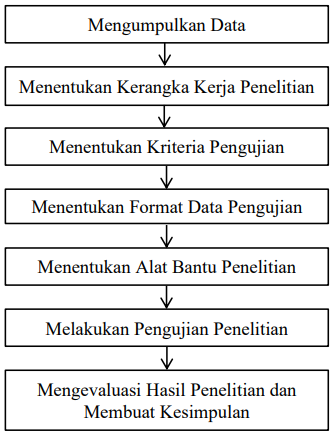 Mengumpulkan Data
Menentukan Kerangka Kerja Penelitian
Menentukan Kriteria Pengujian
Menentukan Format Data Pengujian
Menentukan Alat Bantu Penelitian
Melakukan Pengujian Penelitian
Mengevaluasi Hasil Penelitian dan
Membuat Kesimpulan